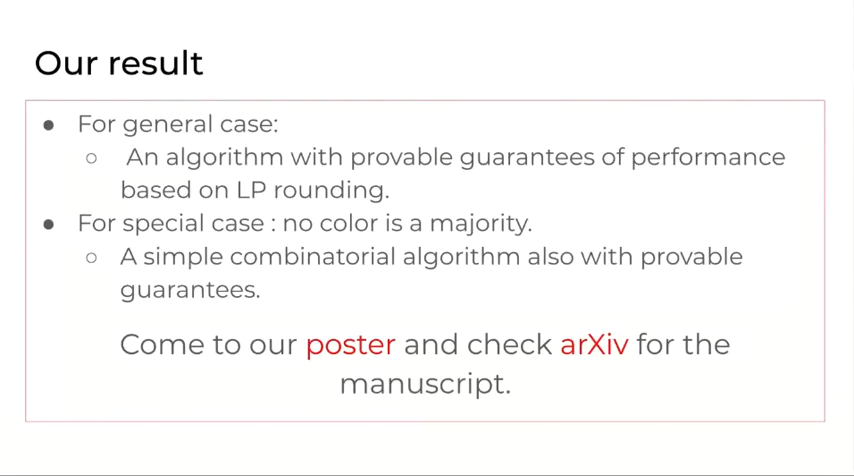 Our result
● For general case:
○ An algorithm with provable guarantees of performance
based on LP rounding.
● For special case : no color is a majority.
○ A simple combinatorial algorithm also with provable
guarantees.
Come to our poster and check arXiv for the
manuscript.